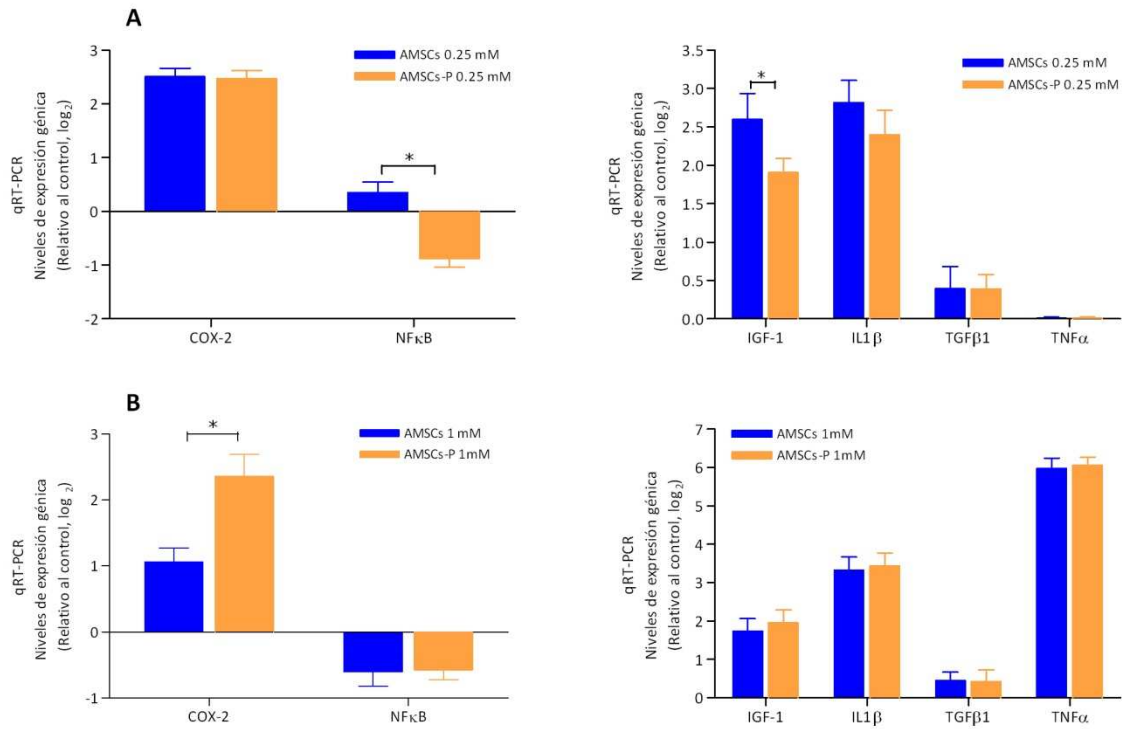 A
AMSCs 0.25 mM
AMSCs-P 0.25 mM
qRT-PCR
Niveles de expresión génica
(Relativo al control, log2)
3
2
1
0
-1
-2
*
COX-2
NFκB
AMSCs 0.25 mM
AMSCs-P 0.25 mM
qRT-PCR
Niveles de expresión génica
(Relativo al control, log2)
3.5
3.0
2.5
2.0
1.5
1.0
0.5
0.0
*
IGF-1
IL1β
TGFβ1
TNFα
B
AMSCs 1 mM
AMSCs-P 1mM
qRT-PCR
Niveles de expresión génica
(Relativo al control, log 2)
3
2
1
0
-1
*
COX-2
NFκB
AMSCs 1mM
AMSCs-P 1mM
qRT-PCR
Niveles de expresión génica
(Relativo al control, log2)
7
6
5
4
3
2
1
0
IGF-1
IL1β
TGFβ1
TNFα